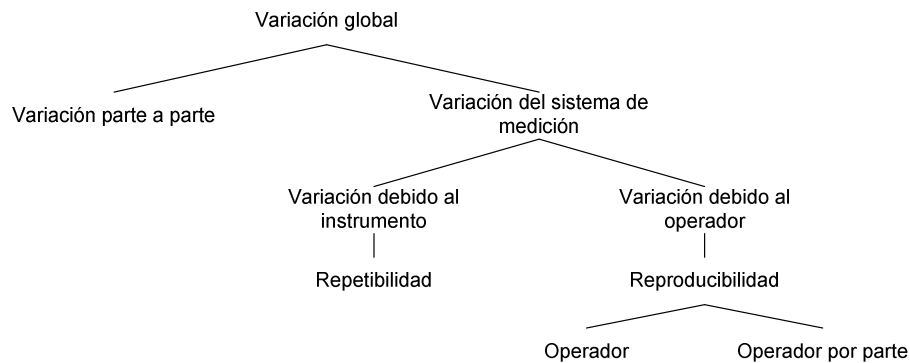 Variación global
Variación parte a parte
Variación del sistema de
medición
Variación debido al
instrumento
Variación debido al
operador
Repetibilidad
Reproducibilidad
Operador
Operador por parte